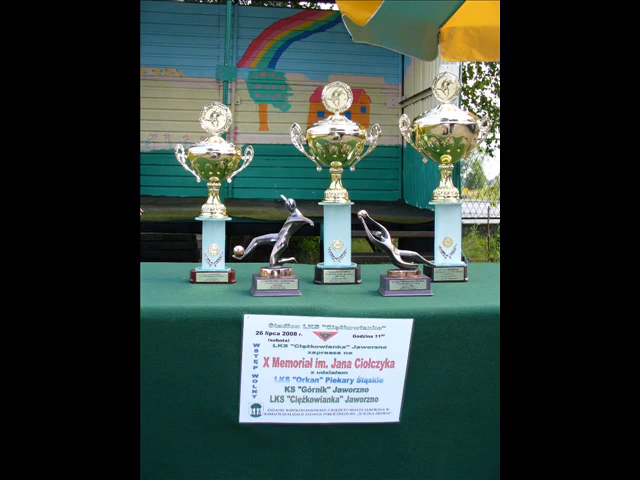 Stadion LKS "Ciężkowianka"
26 lipca 2008 r. Godzina 11⁰⁰
(sobota)
LKS "Ciężkowianka" Jaworzno
zaprasza na
X Memoriał im. Jana Ciołczyka
z udziałem
LKS "Orkan" Piekary Śląskie
KS "Górnik" Jaworzno
LKS "Ciężkowianka" Jaworzno
WSTĘP WOLNY